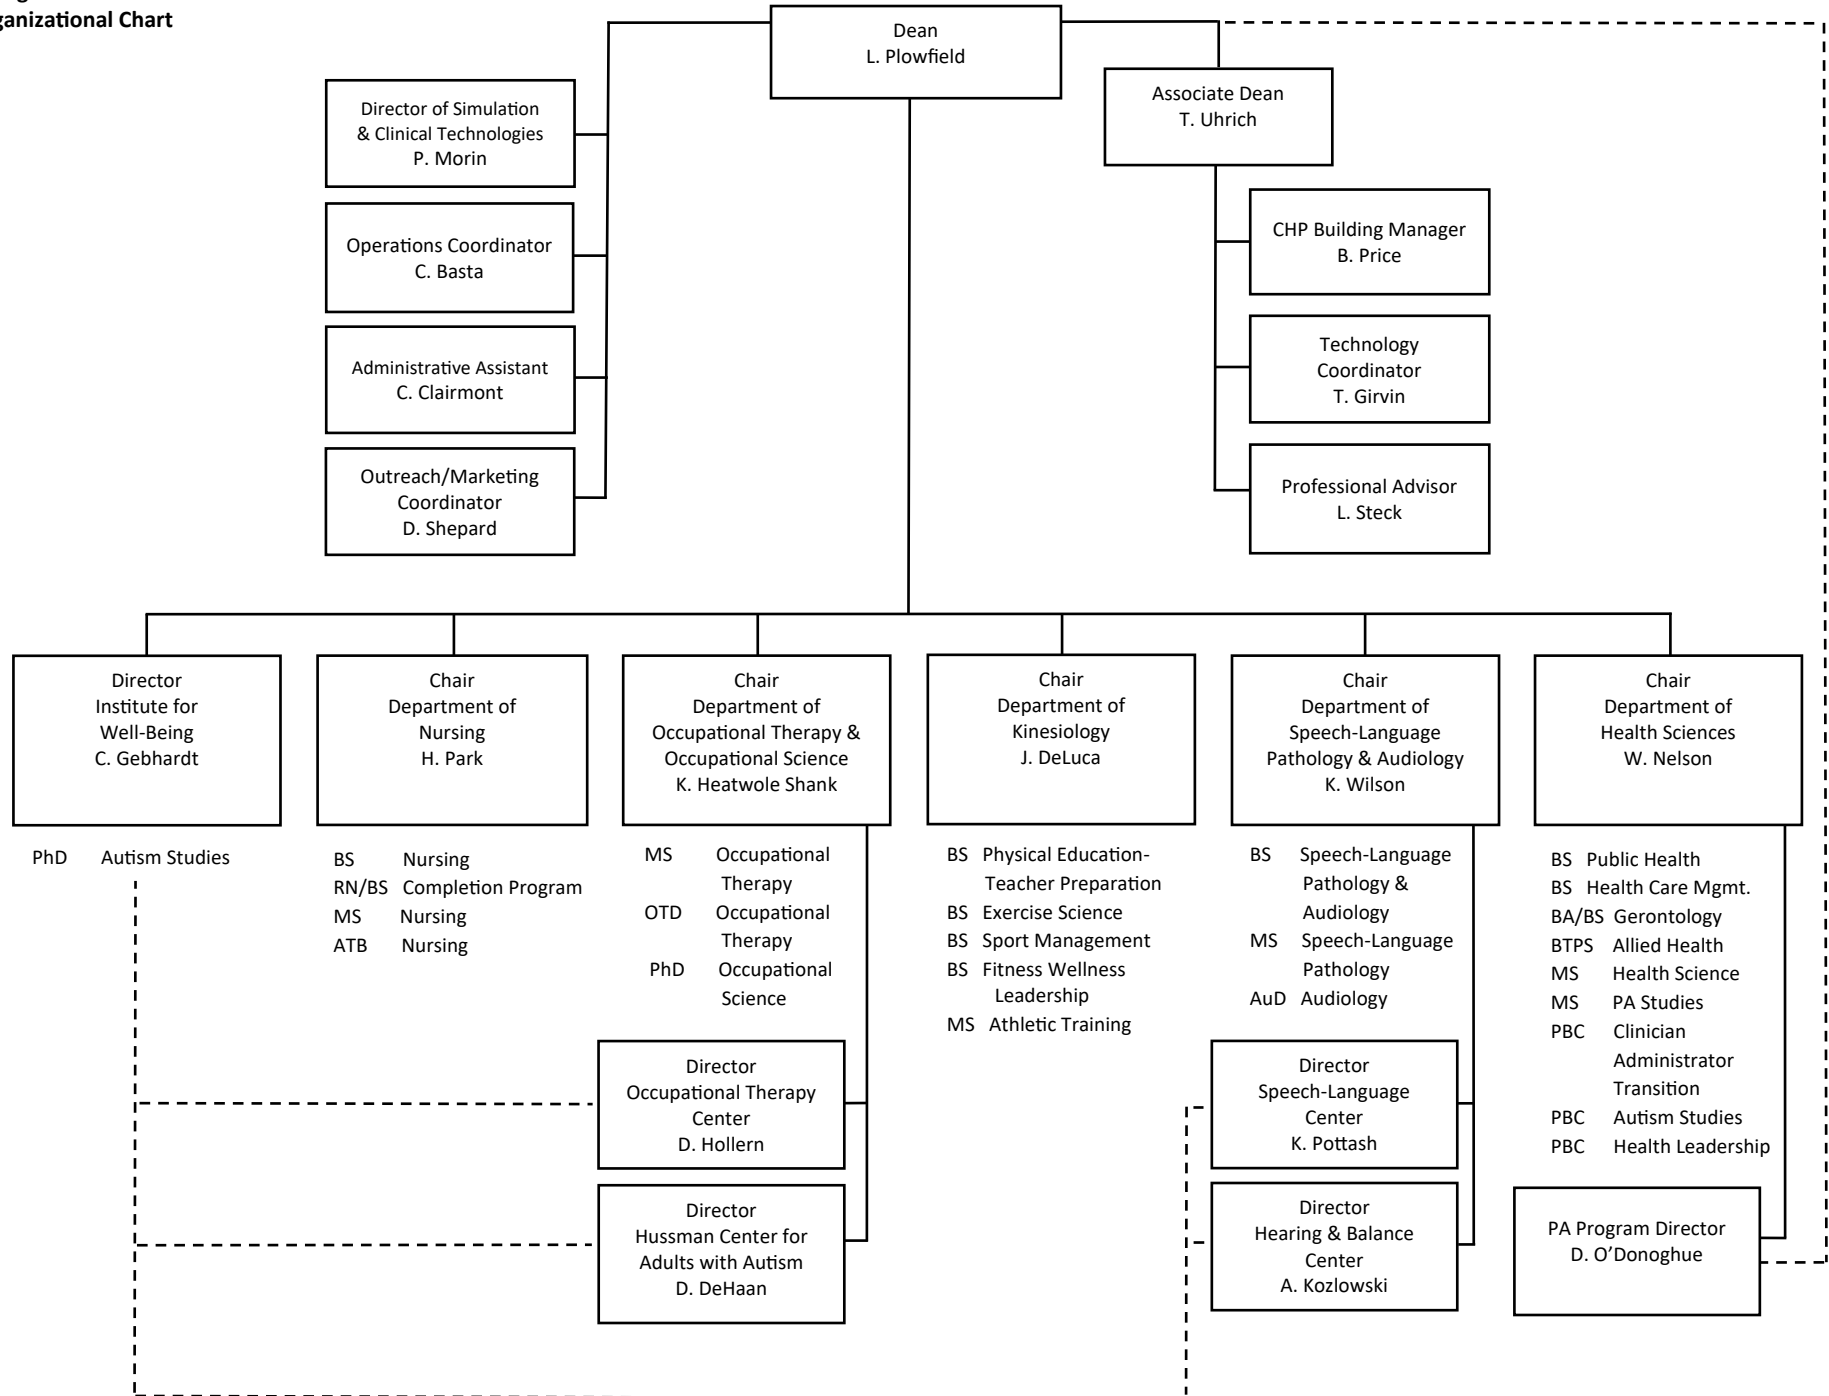 ganizational Chart
Dean
L. Plowfield
Associate Dean
T. Uhrich
Director of Simulation
& Clinical Technologies
P. Morin
Operations Coordinator
C. Basta
Administrative Assistant
C. Clairmont
Outreach/Marketing
Coordinator
D. Shepard
CHP Building Manager
B. Price
Technology
Coordinator
T. Girvin
Professional Advisor
L. Steck
Director
Institute for
Well-Being
C. Gebhardt
PhD Autism Studies
Chair
Department of
Nursing
H. Park
BS Nursing
RN/BS Completion Program
MS Nursing
ATB Nursing
Chair
Department of
Occupational Therapy &
Occupational Science
K. Heatwole Shank
MS Occupational
Therapy
OTD Occupational
Therapy
PhD Occupational
Science
Director
Occupational Therapy
Center
D. Hollern
Director
Hussman Center for
Adults with Autism
D. DeHaan
Chair
Department of
Kinesiology
J. DeLuca
BS Physical Education-
Teacher Preparation
BS Exercise Science
BS Sport Management
BS Fitness Wellness
Leadership
MS Athletic Training
Chair
Department of
Speech-Language
Pathology & Audiology
K. Wilson
BS Speech-Language
Pathology &
Audiology
MS Speech-Language
Pathology
AuD Audiology
Director
Speech-Language
Center
K. Pottash
Director
Hearing & Balance
Center
A. Kozlowski
Chair
Department of
Health Sciences
W. Nelson
BS Public Health
BS Health Care Mgmt.
BA/BS Gerontology
BTPS Allied Health
MS Health Science
MS PA Studies
PBC Clinician
Administrator
Transition
PBC Autism Studies
PBC Health Leadership
PA Program Director
D. O’Donoghue